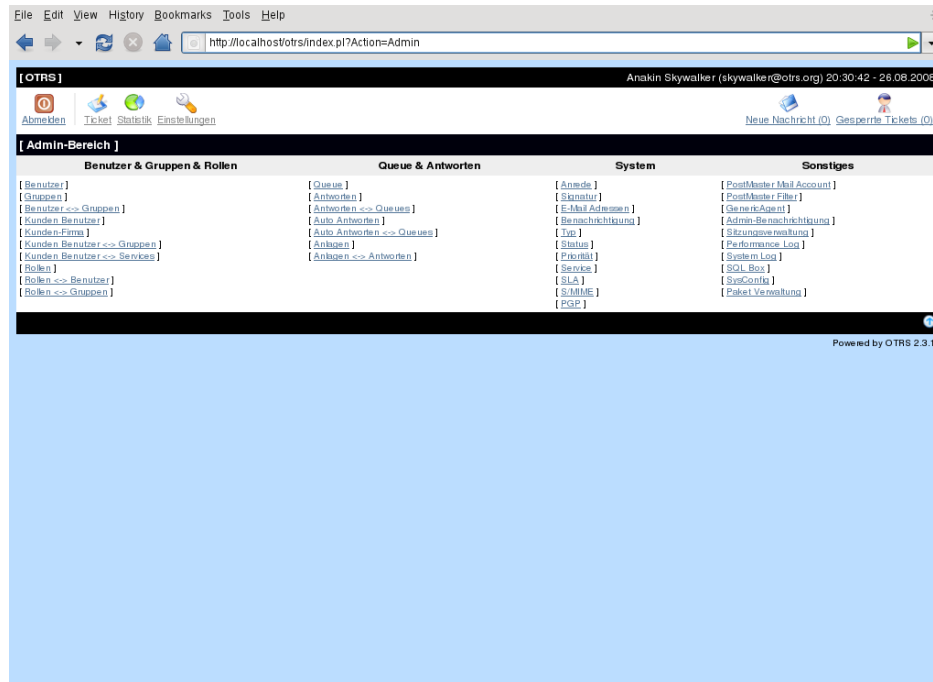 File Edit View History Bookmarks Tools Help
http://localhost/otrs/index.pl?Action=Admin
[ OTRS ] Anakin Skywalker (skywalker@otrs.org) 20:30:42 - 26.08.2008
Abmelden Ticket Statistik Einstellungen Neue Nachricht (0) Gesperrte Tickets (0)
[ Admin-Bereich ]
Benutzer & Gruppen & Rollen Queue & Antworten System Sonstiges
[ Benutzer ]
[ Gruppen ]
[ Benutzer <-> Gruppen ]
[ Kunden Benutzer ]
[ Kunden-Firma ]
[ Kunden Benutzer <-> Gruppen ]
[ Kunden Benutzer <-> Services ]
[ Rollen ]
[ Rollen <-> Benutzer ]
[ Rollen <-> Gruppen ]
[ Queue ]
[ Antworten ]
[ Antworten <-> Queues ]
[ Auto Antworten ]
[ Auto Antworten <-> Queues ]
[ Anlagen ]
[ Anlagen <-> Antworten ]
[ Anrede ]
[ Signatur ]
[ E-Mail Adressen ]
[ Benachrichtigung ]
[ Typ ]
[ Status ]
[ Priorität ]
[ Service ]
[ SLA ]
[ S/MIME ]
[ PGP ]
[ PostMaster Mail Account ]
[ PostMaster Filter ]
[ GenericAgent ]
[ Admin-Benachrichtigung ]
[ Sitzungsverwaltung ]
[ Performance Log ]
[ System Log ]
[ SQL Box ]
[ SysConfig ]
[ Paket Verwaltung ]
Powered by OTRS 2.3.1